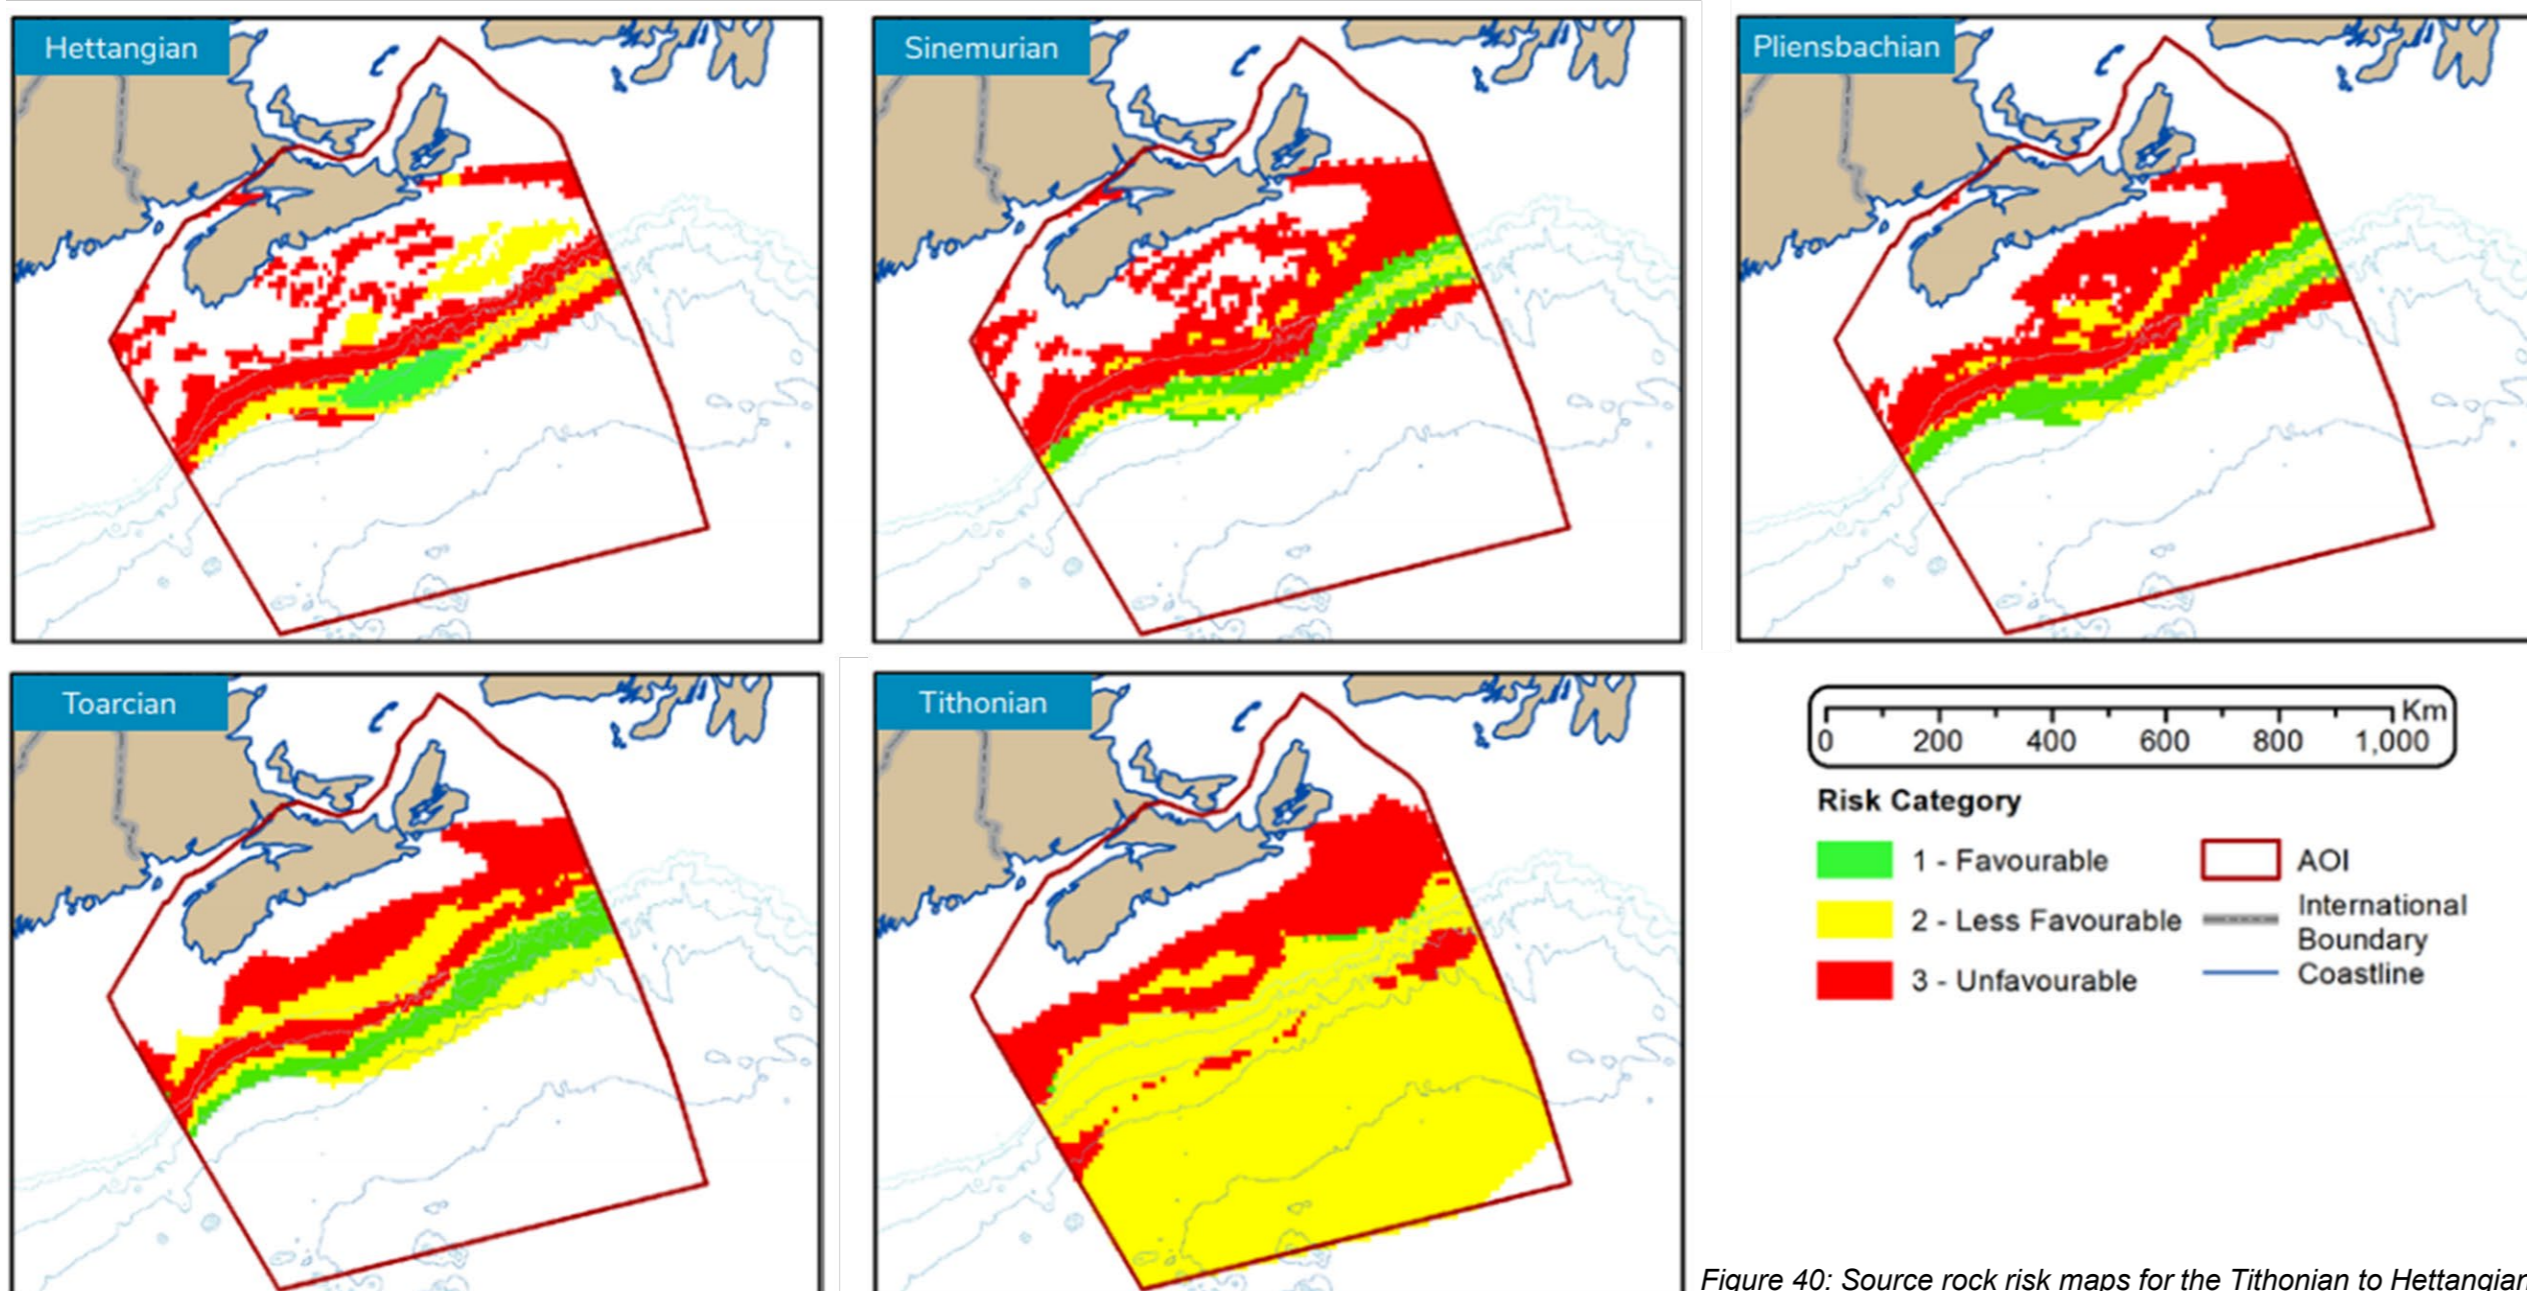 Hettangian
Sinemurian
Pliensbachian
Toarcian
Tithonian
Km
0 200 400 600 800 1,000
Risk Category
1 - Favourable
2 - Less Favourable
3 - Unfavourable
AOI
International
Boundary
Coastline
Figure 40: Source rock risk maps for the Tithonian to Hettangian